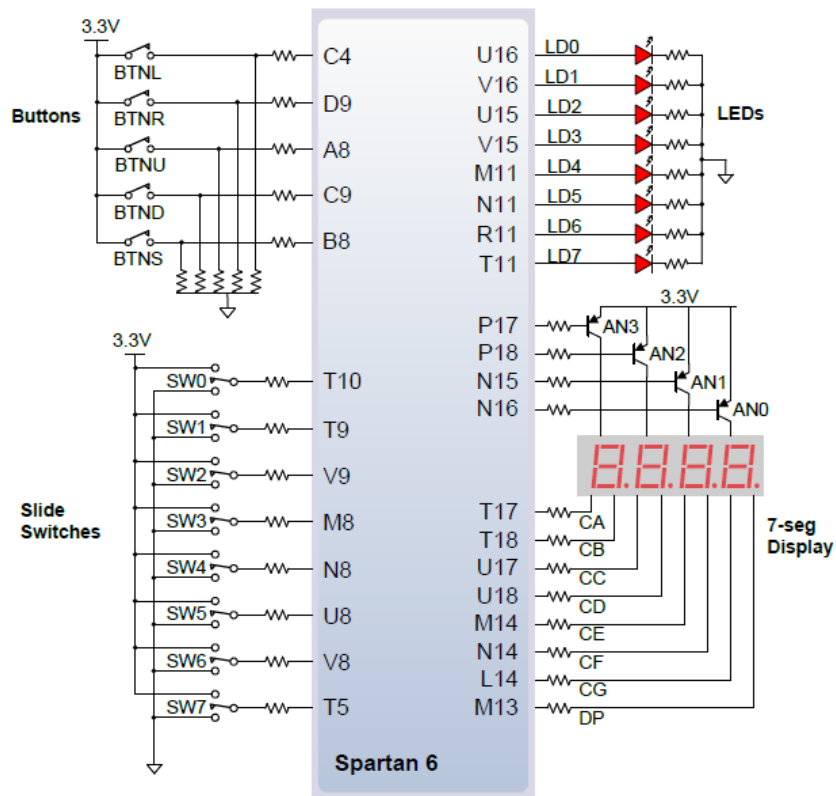 3.3V
BTNL
BTNR
BTNU
BTND
BTNS
Buttons
C4
D9
A8
C9
B8
3.3V
SW0
SW1
SW2
SW3
SW4
SW5
SW6
SW7
Slide
Switches
T10
T9
V9
M8
N8
U8
V8
T5
U16
V16
U15
V15
M11
N11
R11
T11
LD0
LD1
LD2
LD3
LD4
LD5
LD6
LD7
LEDs
P17
P18
N15
N16
3.3V
AN3
AN2
AN1
AN0
8.8.8.8.
T17
T18
U17
U18
M14
N14
L14
M13
CA
CB
CC
CD
CE
CF
CG
DP
7-seg
Display
Spartan 6